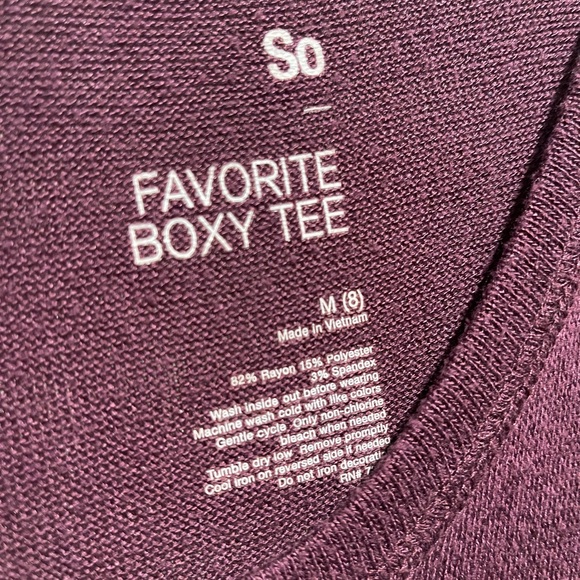 So
FAVORITE
BOXY TEE
M (8)
Made in Vietnam
82% Rayon 15% Polyester
3% Spandex
Wash inside out before wearing
Machine wash cold with like colors
Gentle cycle Only non-chlorine
bleach when needed
Tumble dry low Remove promptly
Cool iron on reversed side if needed
Do not iron
RN#